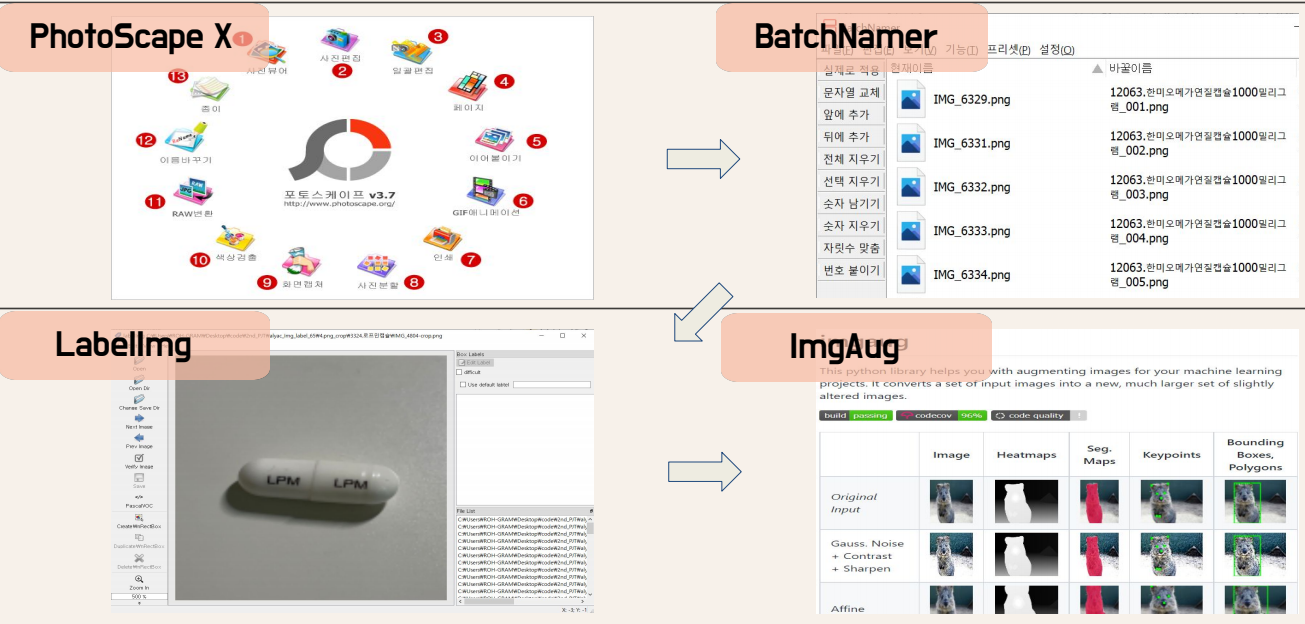 PhotoScape X
1
사진뷰어
사진편집
2
3
얼굴편집
4
페이지
5
이어붙이기
6
GIF애니메이션
인쇄
7
사진분할
8
9
화면캡처
10
색상검출
11
RAW변환
12
이름바꾸기
13
종이
포토스케이프 v3.7
http://www.photoscape.org/
BatchNamer
기능(T) 프리셋(P) 설정(O)
실제로 적용
현재이름
바꿀이름
문자열 교체
앞에 추가
뒤에 추가
전체 지우기
선택 지우기
숫자 남기기
숫자 지우기
자릿수 맞춤
번호 붙이기
IMG_6329.png
12063.한미오메가연질캡슐1000밀리그
램_001.png
IMG_6331.png
12063.한미오메가연질캡슐1000밀리그
램_002.png
IMG_6332.png
12063.한미오메가연질캡슐1000밀리그
램_003.png
IMG_6333.png
12063.한미오메가연질캡슐1000밀리그
램_004.png
IMG_6334.png
12063.한미오메가연질캡슐1000밀리그
램_005.png
LabelImg
Open
Open Dir
Change Save Dir
Next Image
Prev Image
Verify Image
Save
PascalVOC
Create₩nRectBox
Duplicate₩nRectBox
Delete₩nRectBox
Zoom In
500 %
LPM LPM
Box Labels
Edit Label
difficult
Use default label
File List
X: -3; Y: -1
ImgAug
This python library helps you with augmenting images for your machine learning
projects. It converts a set of input images into a new, much larger set of slightly
altered images.
build passing codecov 96% code quality !
Image Heatmaps Seg. Maps Keypoints Bounding Boxes, Polygons
Original
Input
Gauss. Noise
+ Contrast
+ Sharpen
Affine